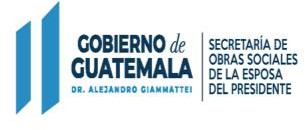 GOBIERNO de
GUATEMALA
DR. ALEJANDRO GIAMMATTEI
SECRETARÍA DE
OBRAS SOCIALES
DE LA ESPOSA
DEL PRESIDENTE